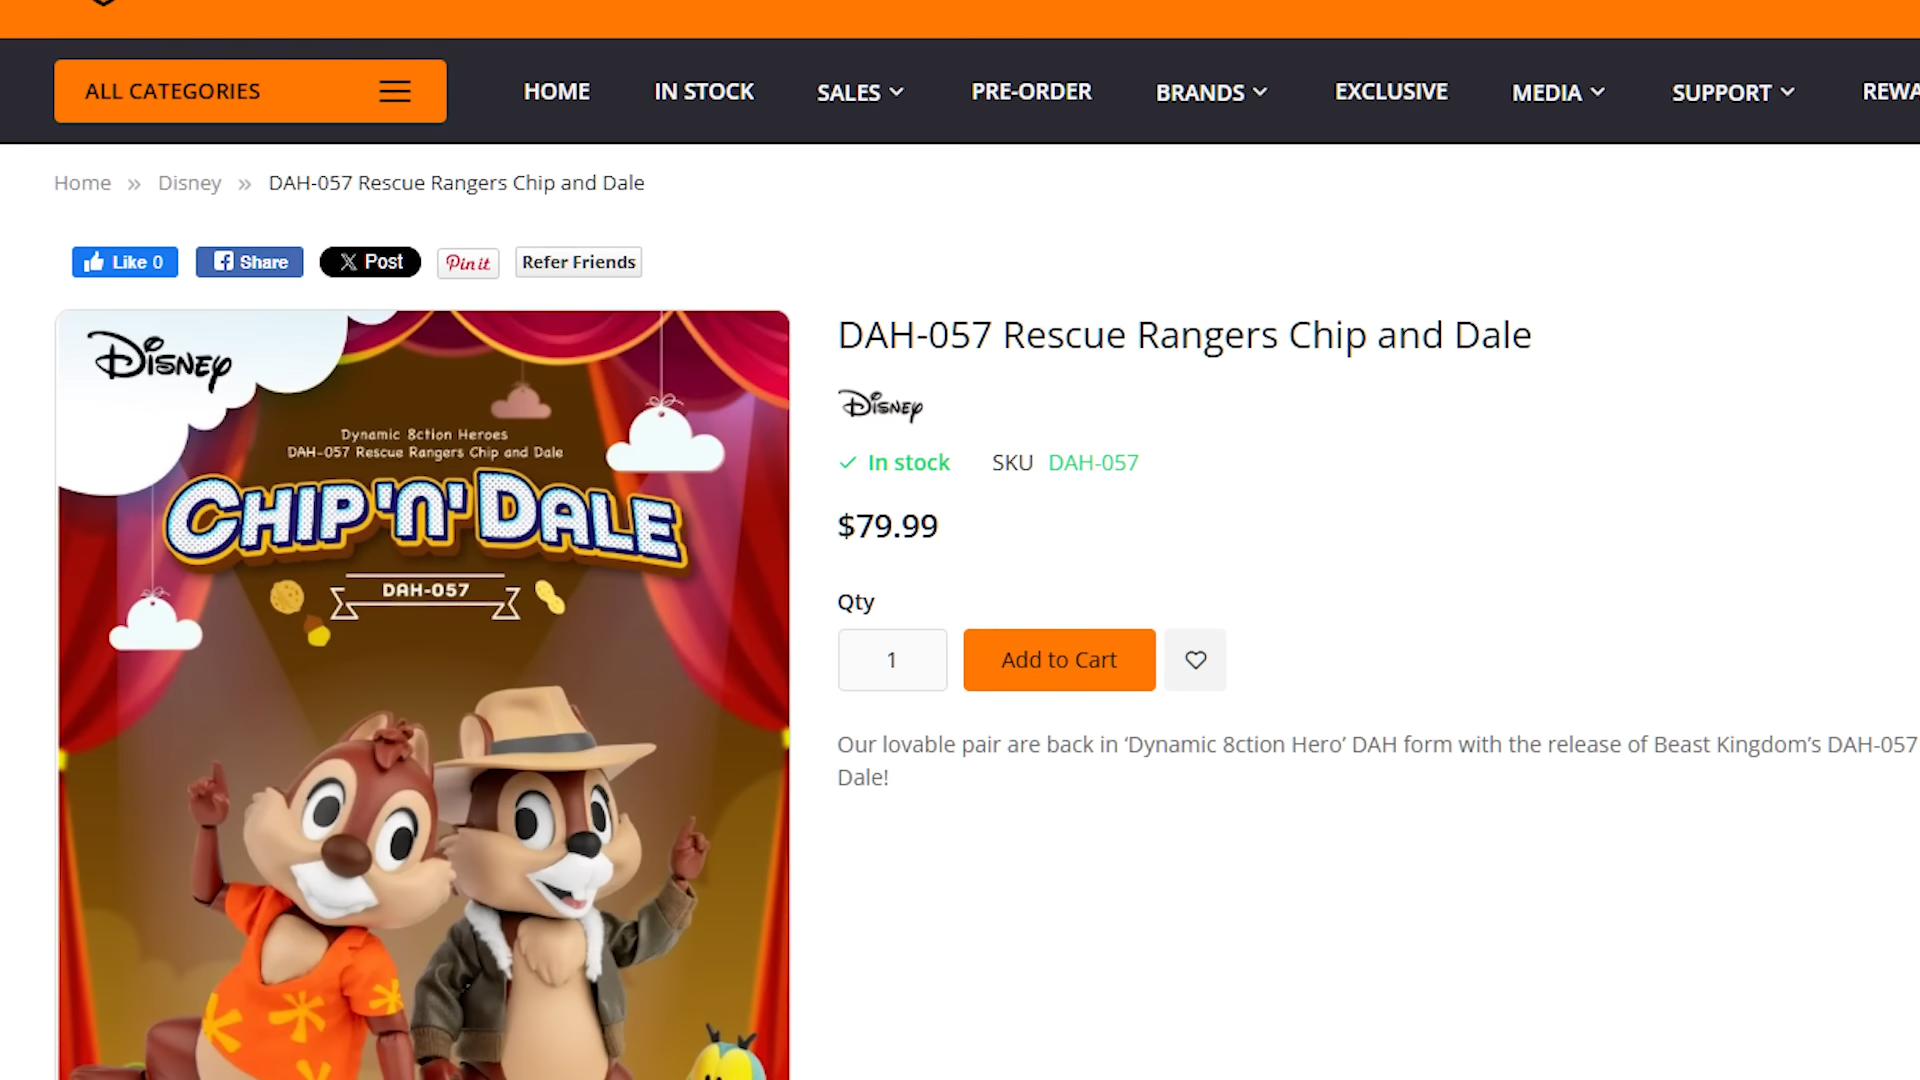 ALL CATEGORIES
HOME
IN STOCK
SALES
PRE-ORDER
BRANDS
EXCLUSIVE
MEDIA
SUPPORT
REWA
Home » Disney » DAH-057 Rescue Rangers Chip and Dale
Like 0
Share
X Post
Pin it
Refer Friends
Disney
Dynamic 8ction Heroes
DAH-057 Rescue Rangers Chip and Dale
CHIP 'N' DALE
DAH-057
DAH-057 Rescue Rangers Chip and Dale
Disney
In stock SKU DAH-057
$79.99
Qty
1
Add to Cart
Our lovable pair are back in ‘Dynamic 8ction Hero’ DAH form with the release of Beast Kingdom’s DAH-057
Dale!